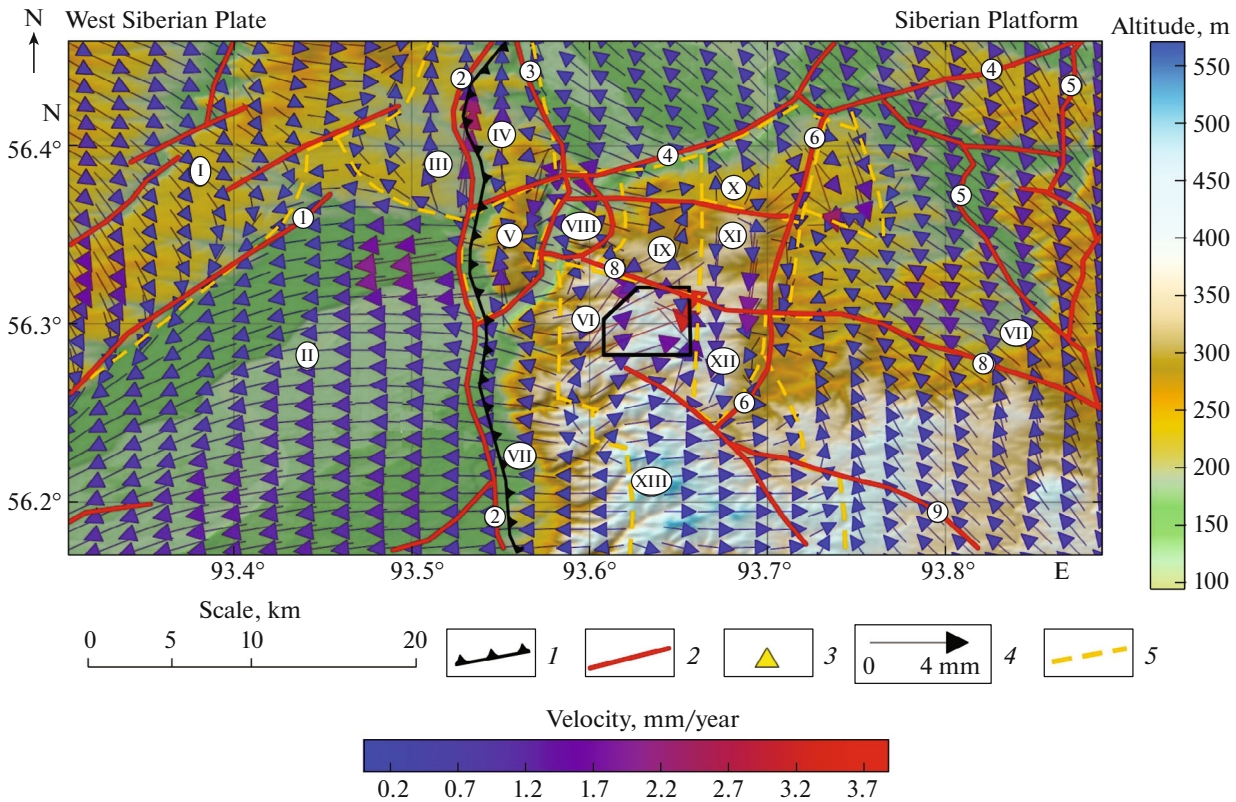 N West Siberian Plate Siberian Platform Altitude, m
N
56.4°
56.3°
56.2°
93.4° 93.5° 93.6° 93.7° 93.8° E
550
500
450
400
350
300
250
200
150
100
2 3 4 5
IV 6
III 4
I X 5
1 V VIII IX XI
8
VI VII
II XII 8
6
VII
XIII
2 9
Scale, km
0 5 10 20
1 2 3 0 4 mm 4 5
Velocity, mm/year
0.2 0.7 1.2 1.7 2.2 2.7 3.2 3.7